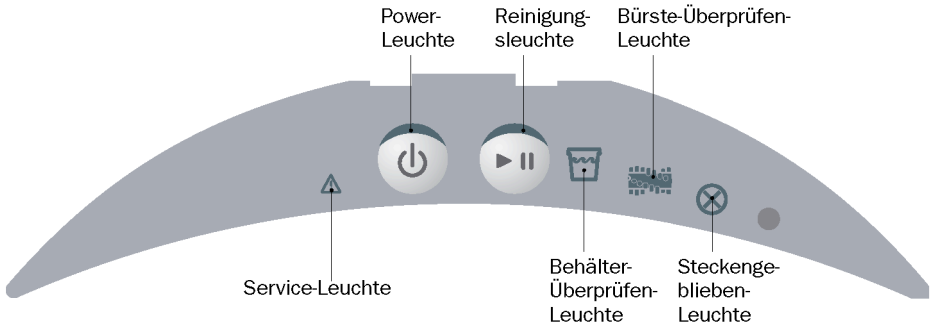 Power-
Leuchte
Reinigung-
sleuchte
Bürste-Überprüfen-
Leuchte
Service-Leuchte
Behälter-
Überprüfen-
Leuchte
Steckenge-
blieben-
Leuchte